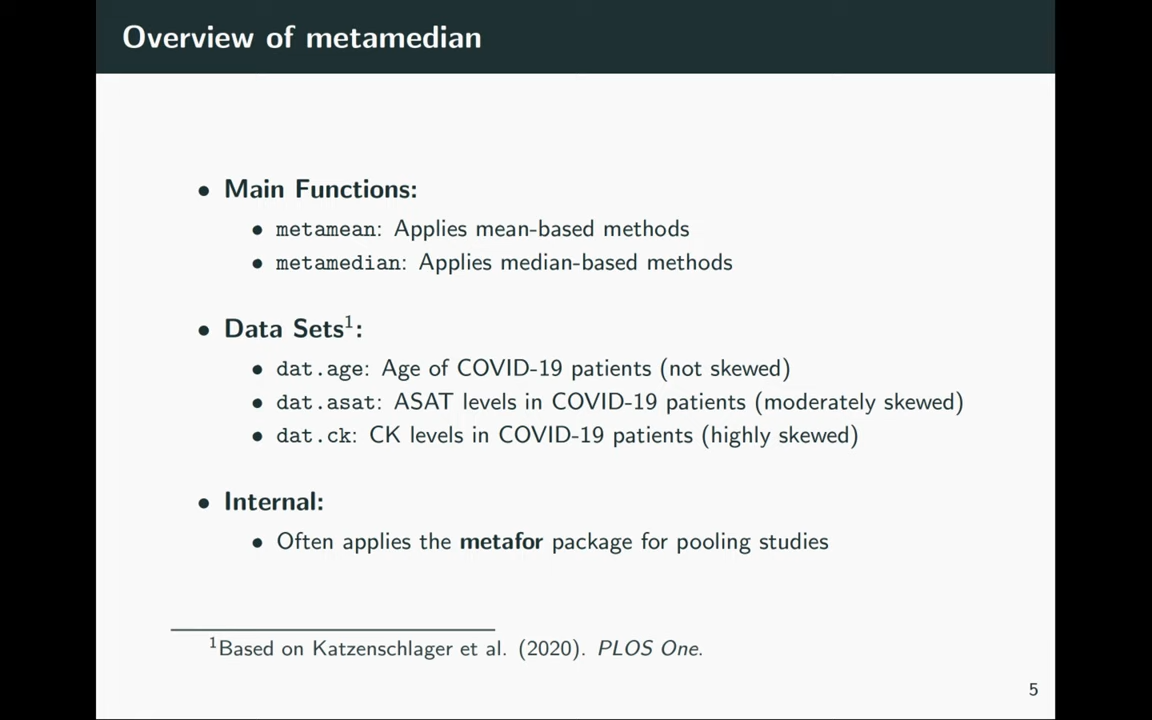 Overview of metamedian
• Main Functions:
• metamean: Applies mean-based methods
• metamedian: Applies median-based methods
• Data Sets¹:
• dat.age: Age of COVID-19 patients (not skewed)
• dat.asat: ASAT levels in COVID-19 patients (moderately skewed)
• dat.ck: CK levels in COVID-19 patients (highly skewed)
• Internal:
• Often applies the metafor package for pooling studies
¹Based on Katzenschlager et al. (2020). PLOS One.
5